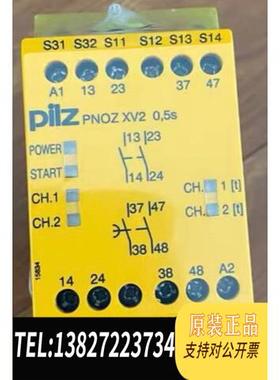 S31 S32 S11 S12 S13 S14
A1 13 23 37 47
pilz PNOZ XV2 0,5s
POWER
START
13 23
14 24
CH.1
CH.2
CH. 1 [t]
CH. 2 [t]
37 47
38 48
15834
14 24 38 48 A2
原装正品
TEL:13827223734
支持对公开票